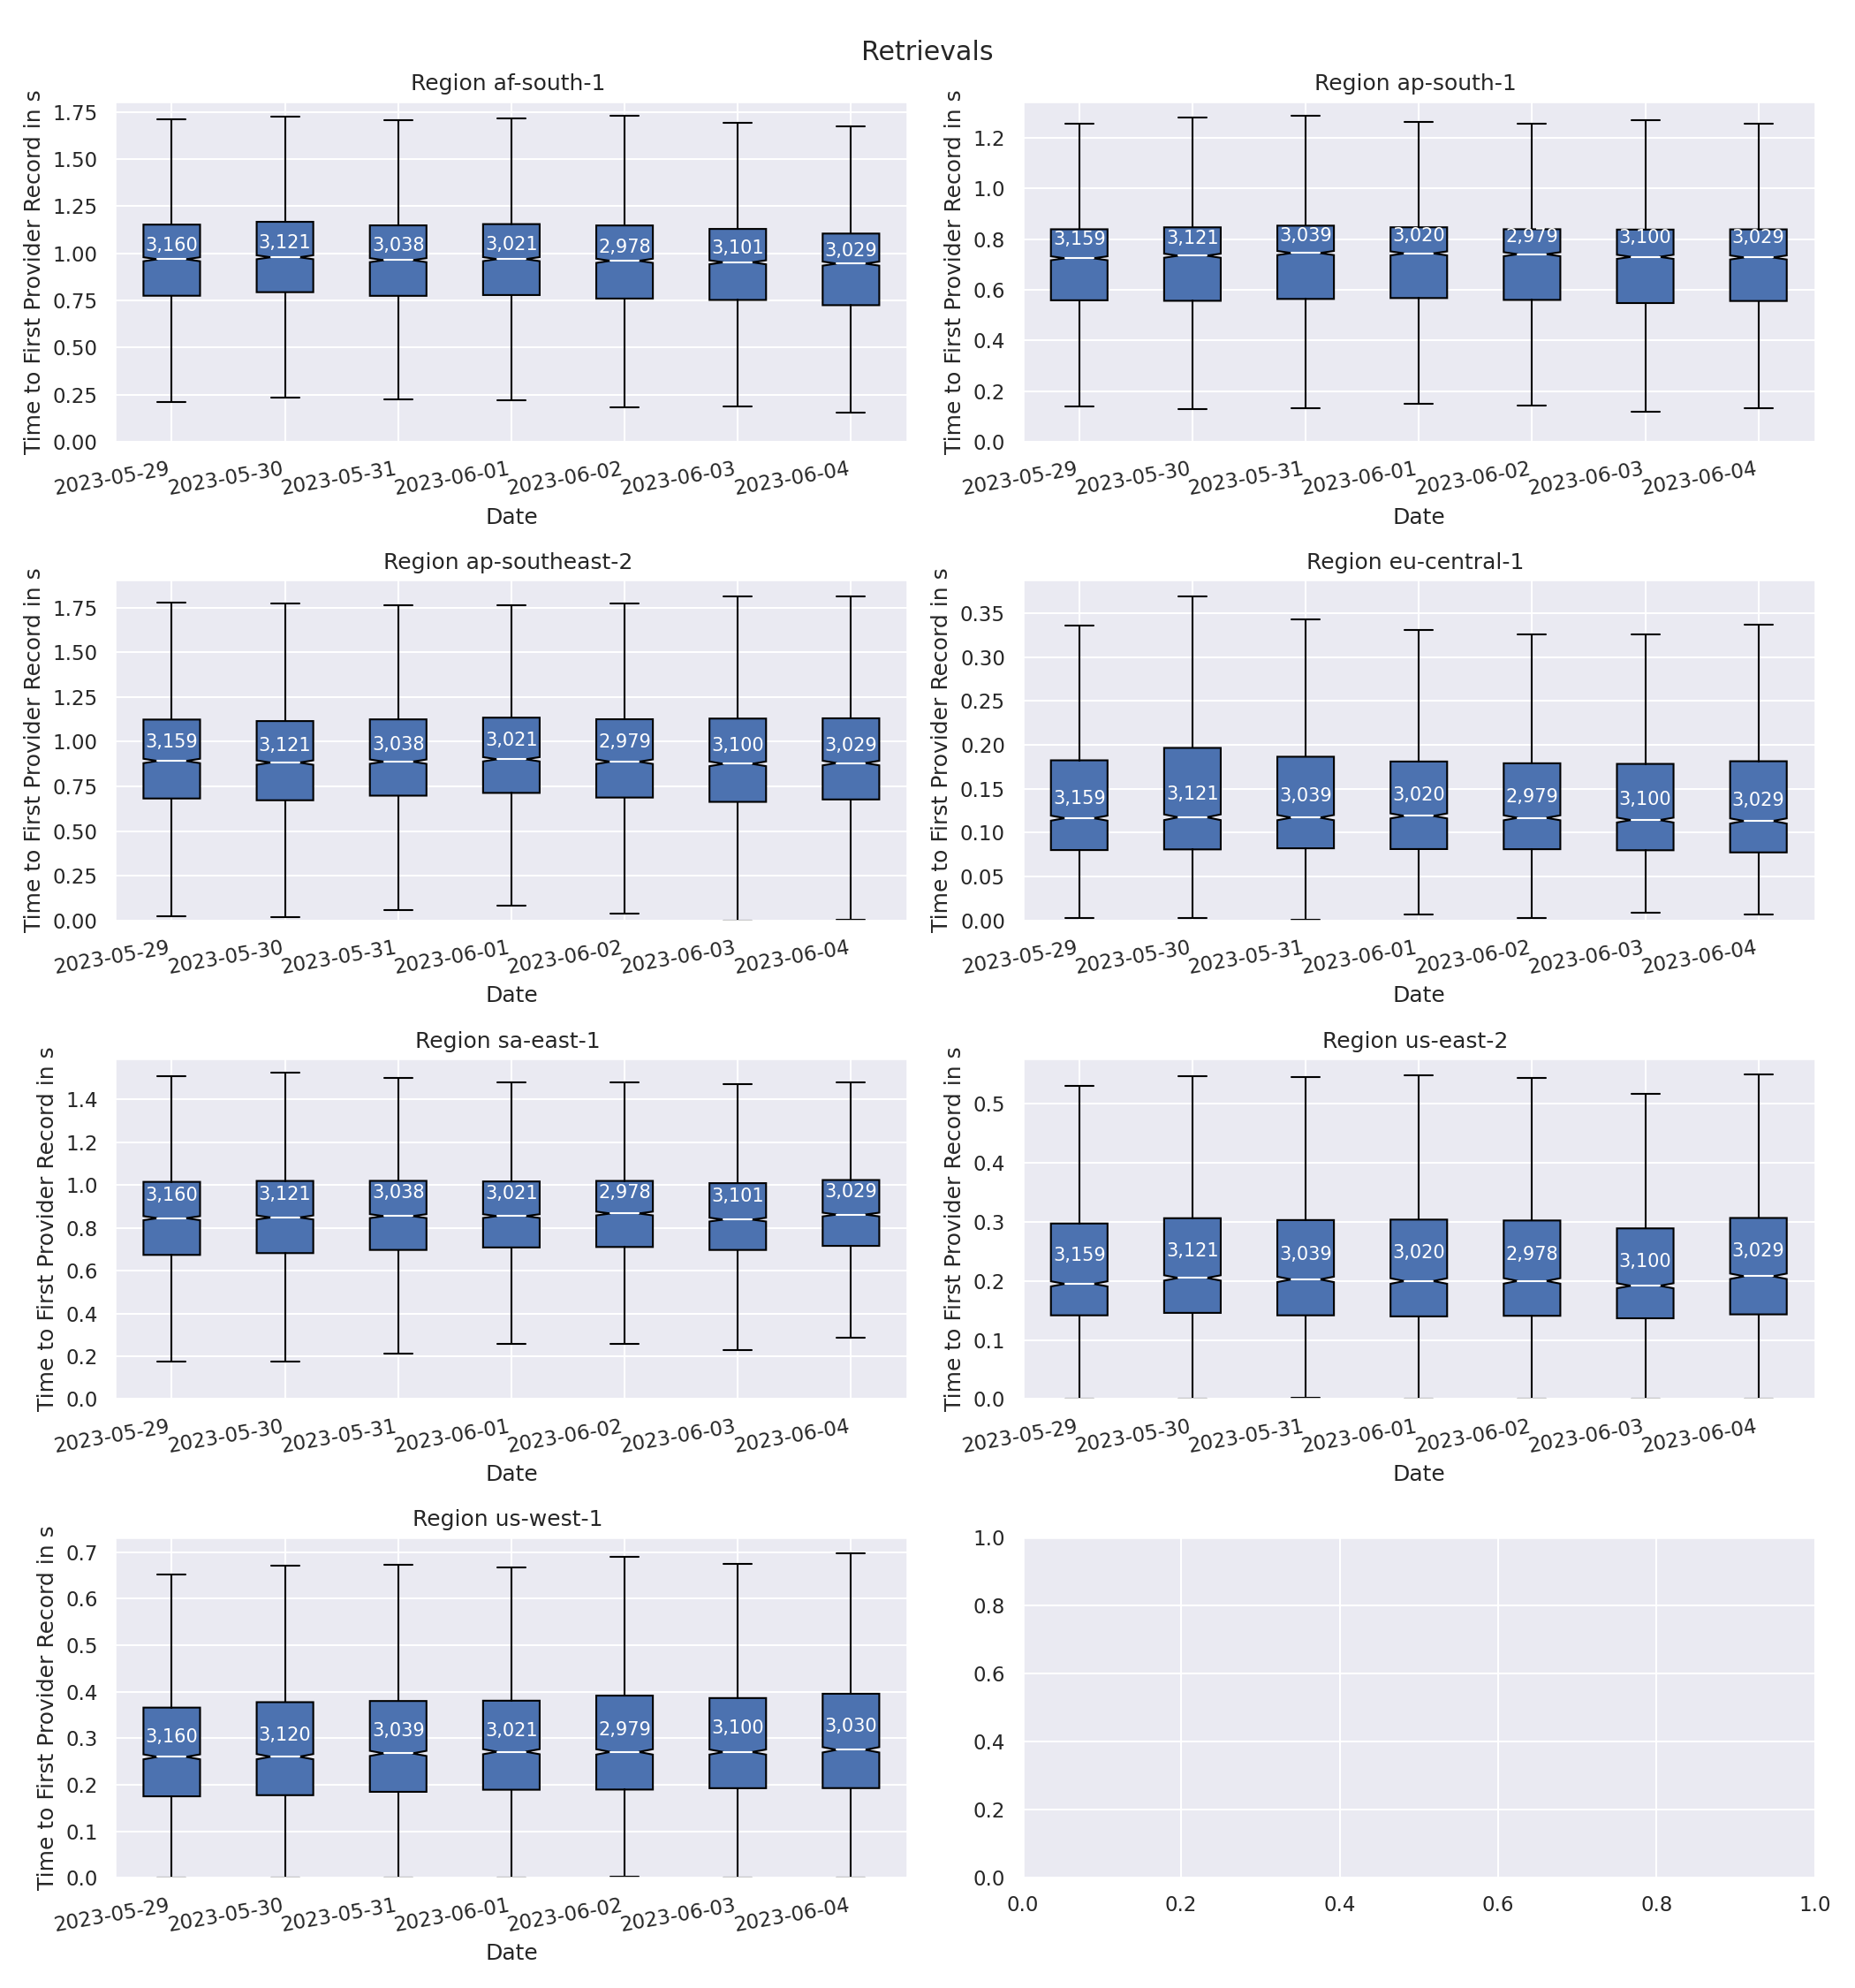 Retrievals
Region af-south-1
Time to First Provider Record in s
1.75
1.50
1.25
1.00
0.75
0.50
0.25
0.00
3,160 3,121 3,038 3,021 2,978 3,101 3,029
2023-05-29 2023-05-30 2023-05-31 2023-06-01 2023-06-02 2023-06-03 2023-06-04
Date
Region ap-south-1
Time to First Provider Record in s
1.2
1.0
0.8
0.6
0.4
0.2
0.0
3,159 3,121 3,039 3,020 2,979 3,100 3,029
2023-05-29 2023-05-30 2023-05-31 2023-06-01 2023-06-02 2023-06-03 2023-06-04
Date
Region ap-southeast-2
Time to First Provider Record in s
1.75
1.50
1.25
1.00
0.75
0.50
0.25
0.00
3,159 3,121 3,038 3,021 2,979 3,100 3,029
2023-05-29 2023-05-30 2023-05-31 2023-06-01 2023-06-02 2023-06-03 2023-06-04
Date
Region eu-central-1
Time to First Provider Record in s
0.35
0.30
0.25
0.20
0.15
0.10
0.05
0.00
3,159 3,121 3,039 3,020 2,979 3,100 3,029
2023-05-29 2023-05-30 2023-05-31 2023-06-01 2023-06-02 2023-06-03 2023-06-04
Date
Region sa-east-1
Time to First Provider Record in s
1.4
1.2
1.0
0.8
0.6
0.4
0.2
0.0
3,160 3,121 3,038 3,021 2,978 3,101 3,029
2023-05-29 2023-05-30 2023-05-31 2023-06-01 2023-06-02 2023-06-03 2023-06-04
Date
Region us-east-2
Time to First Provider Record in s
0.5
0.4
0.3
0.2
0.1
0.0
3,159 3,121 3,039 3,020 2,978 3,100 3,029
2023-05-29 2023-05-30 2023-05-31 2023-06-01 2023-06-02 2023-06-03 2023-06-04
Date
Region us-west-1
Time to First Provider Record in s
0.7
0.6
0.5
0.4
0.3
0.2
0.1
0.0
3,160 3,120 3,039 3,021 2,979 3,100 3,030
2023-05-29 2023-05-30 2023-05-31 2023-06-01 2023-06-02 2023-06-03 2023-06-04
Date
1.0
0.8
0.6
0.4
0.2
0.0
0.0 0.2 0.4 0.6 0.8 1.0